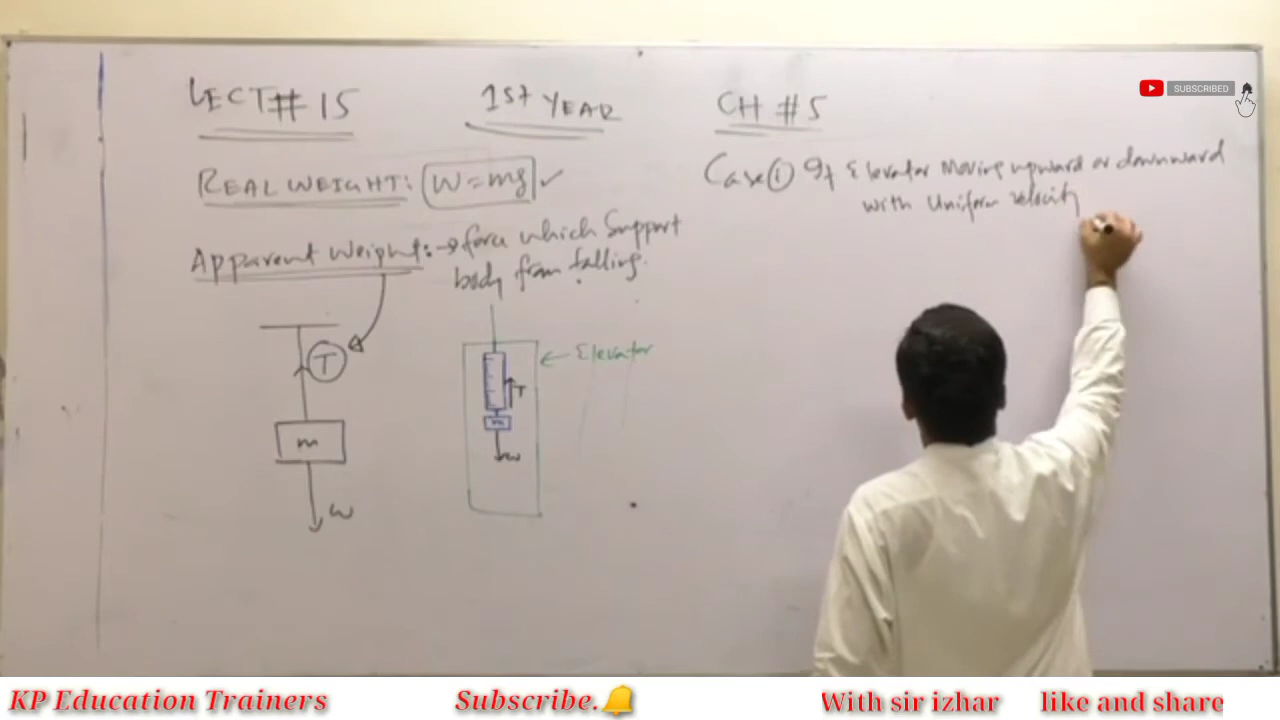 LECT# 15 1st YEAR CH #5
SUBSCRIBED
REAL WEIGHT: W=mg ✓
Apparent Weight: → force which Support
body from falling.
T
m
W
← Elevator
T
m
w
Case (i) If Elevator Moving upward or downward
with Uniform velocity
KP Education Trainers Subscribe. With sir izhar like and share